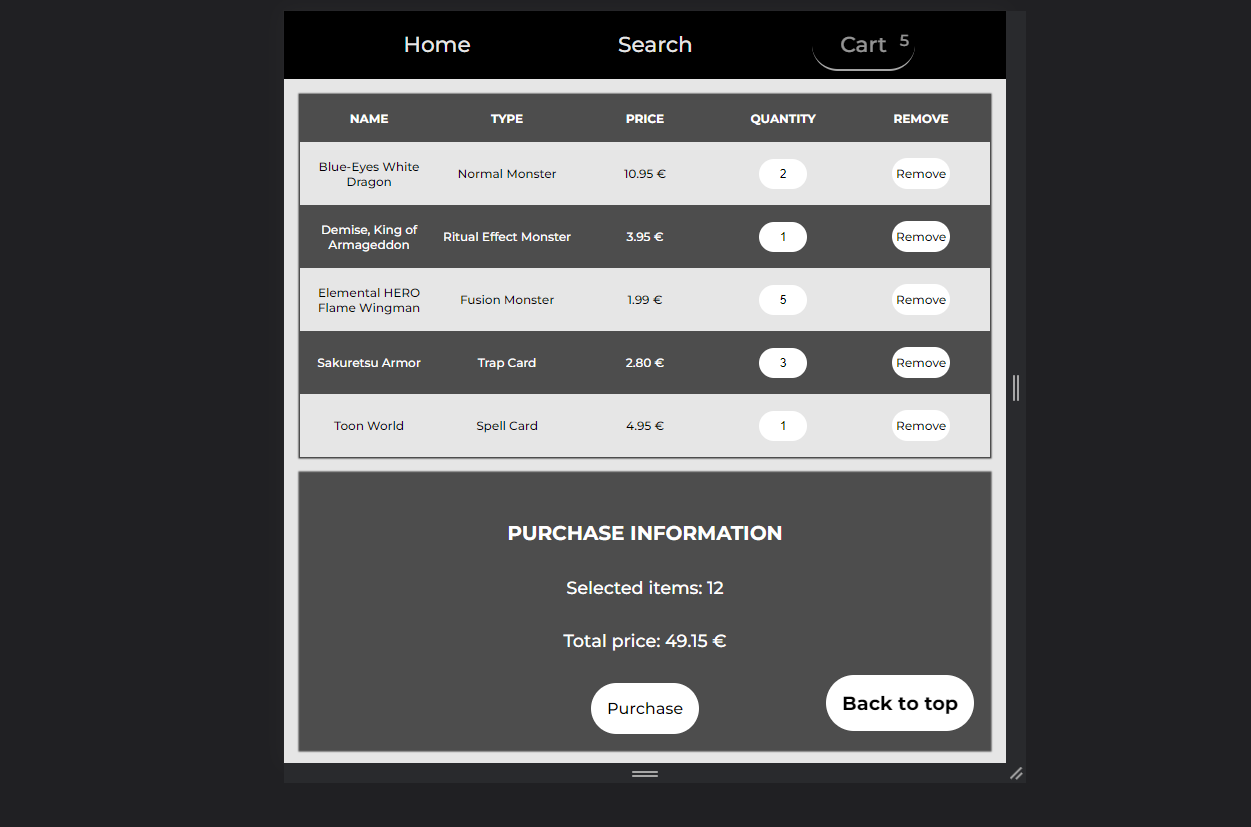 Home Search Cart 5
NAME TYPE PRICE QUANTITY REMOVE
Blue-Eyes White
Dragon Normal Monster 10.95 € 2 Remove
Demise, King of
Armageddon Ritual Effect Monster 3.95 € 1 Remove
Elemental HERO
Flame Wingman Fusion Monster 1.99 € 5 Remove
Sakuretsu Armor Trap Card 2.80 € 3 Remove
Toon World Spell Card 4.95 € 1 Remove
PURCHASE INFORMATION
Selected items: 12
Total price: 49.15 €
Purchase
Back to top